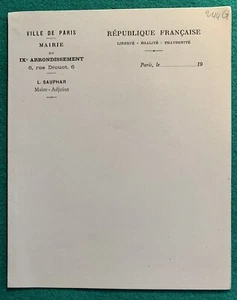 VILLE DE PARIS
MAIRIE
DU
IXᵉ ARRONDISSEMENT
6, rue Drouot, 6
L. SAUPHAR
Maire-Adjoint
RÉPUBLIQUE FRANÇAISE
LIBERTÉ - ÉGALITÉ - FRATERNITÉ
Paris, le 19